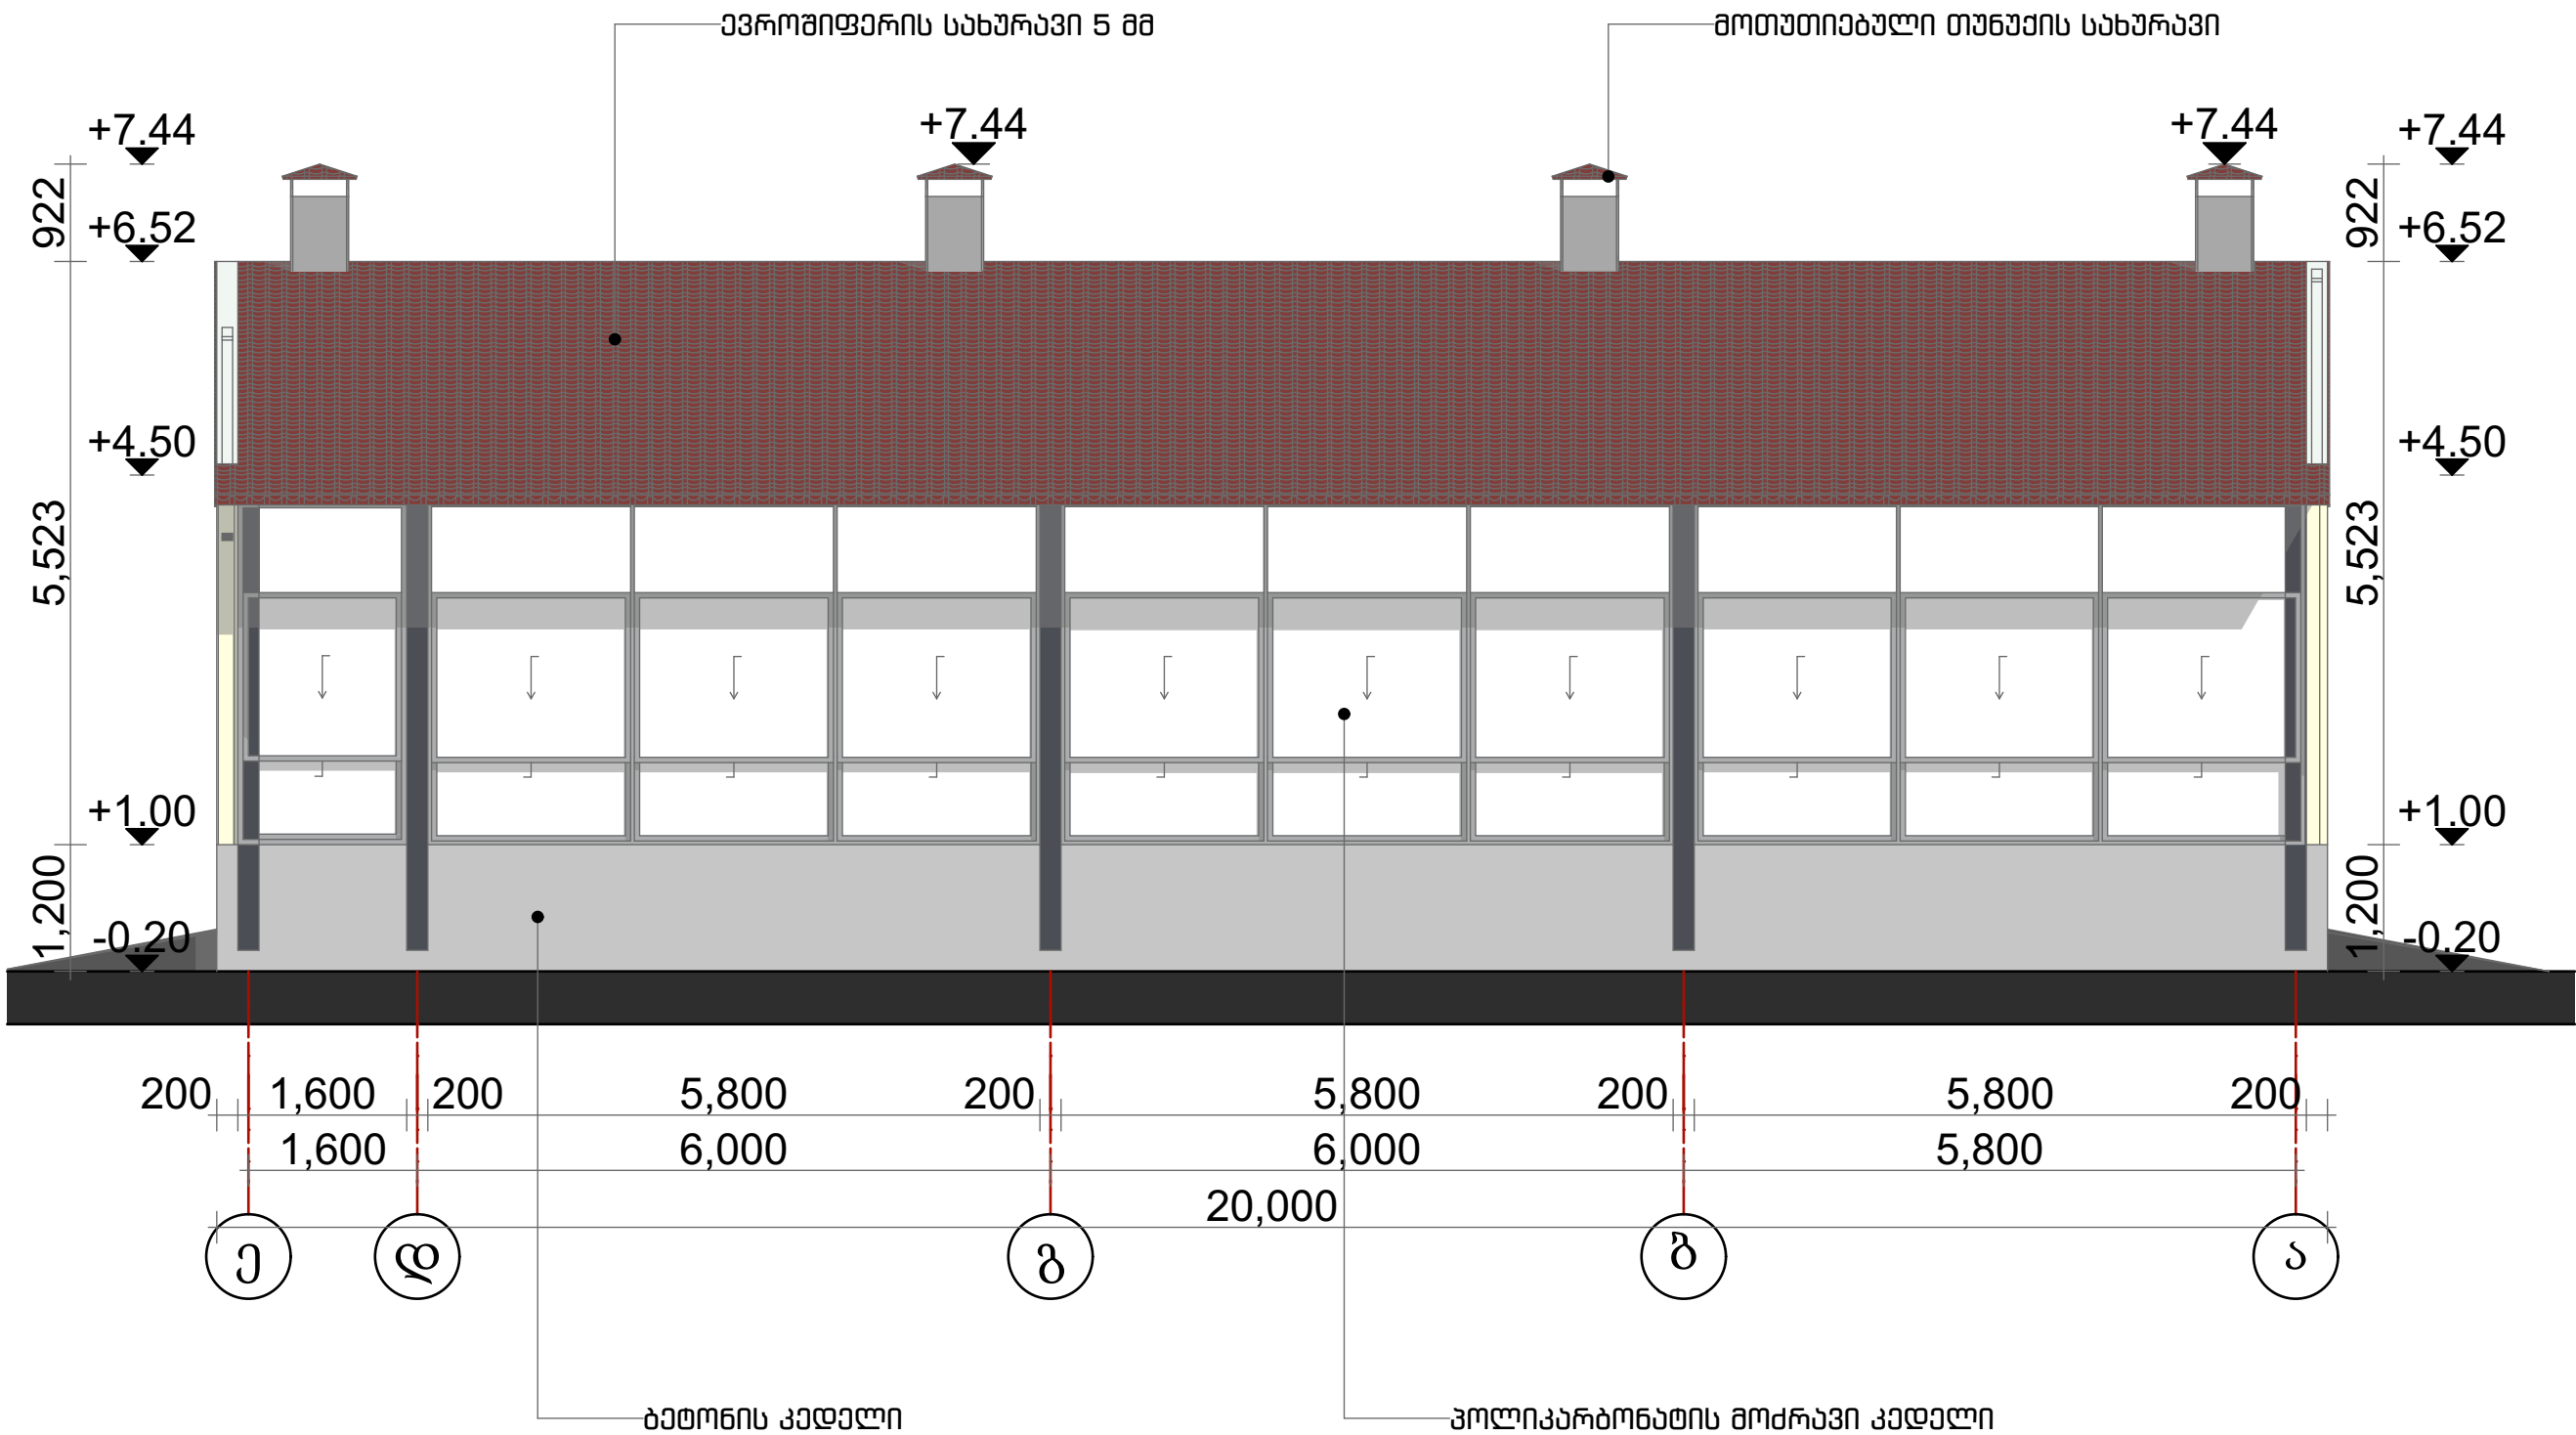 ევროშიფერის სახურავი 5 მმ
მოთუთიებული თუნუქის სახურავი
+7.44
+7.44
+7.44
+7.44
922
+6.52
922
+6.52
+4.50
+4.50
5,523
5,523
+1.00
+1.00
1,200
-0.20
1,200
-0.20
200 1,600 200 5,800 200 5,800 200 5,800 200
1,600 6,000 6,000 5,800
20,000
ე დ გ ბ ა
ბეტონის კედელი
პოლიკარბონატის მოძრავი კედელი